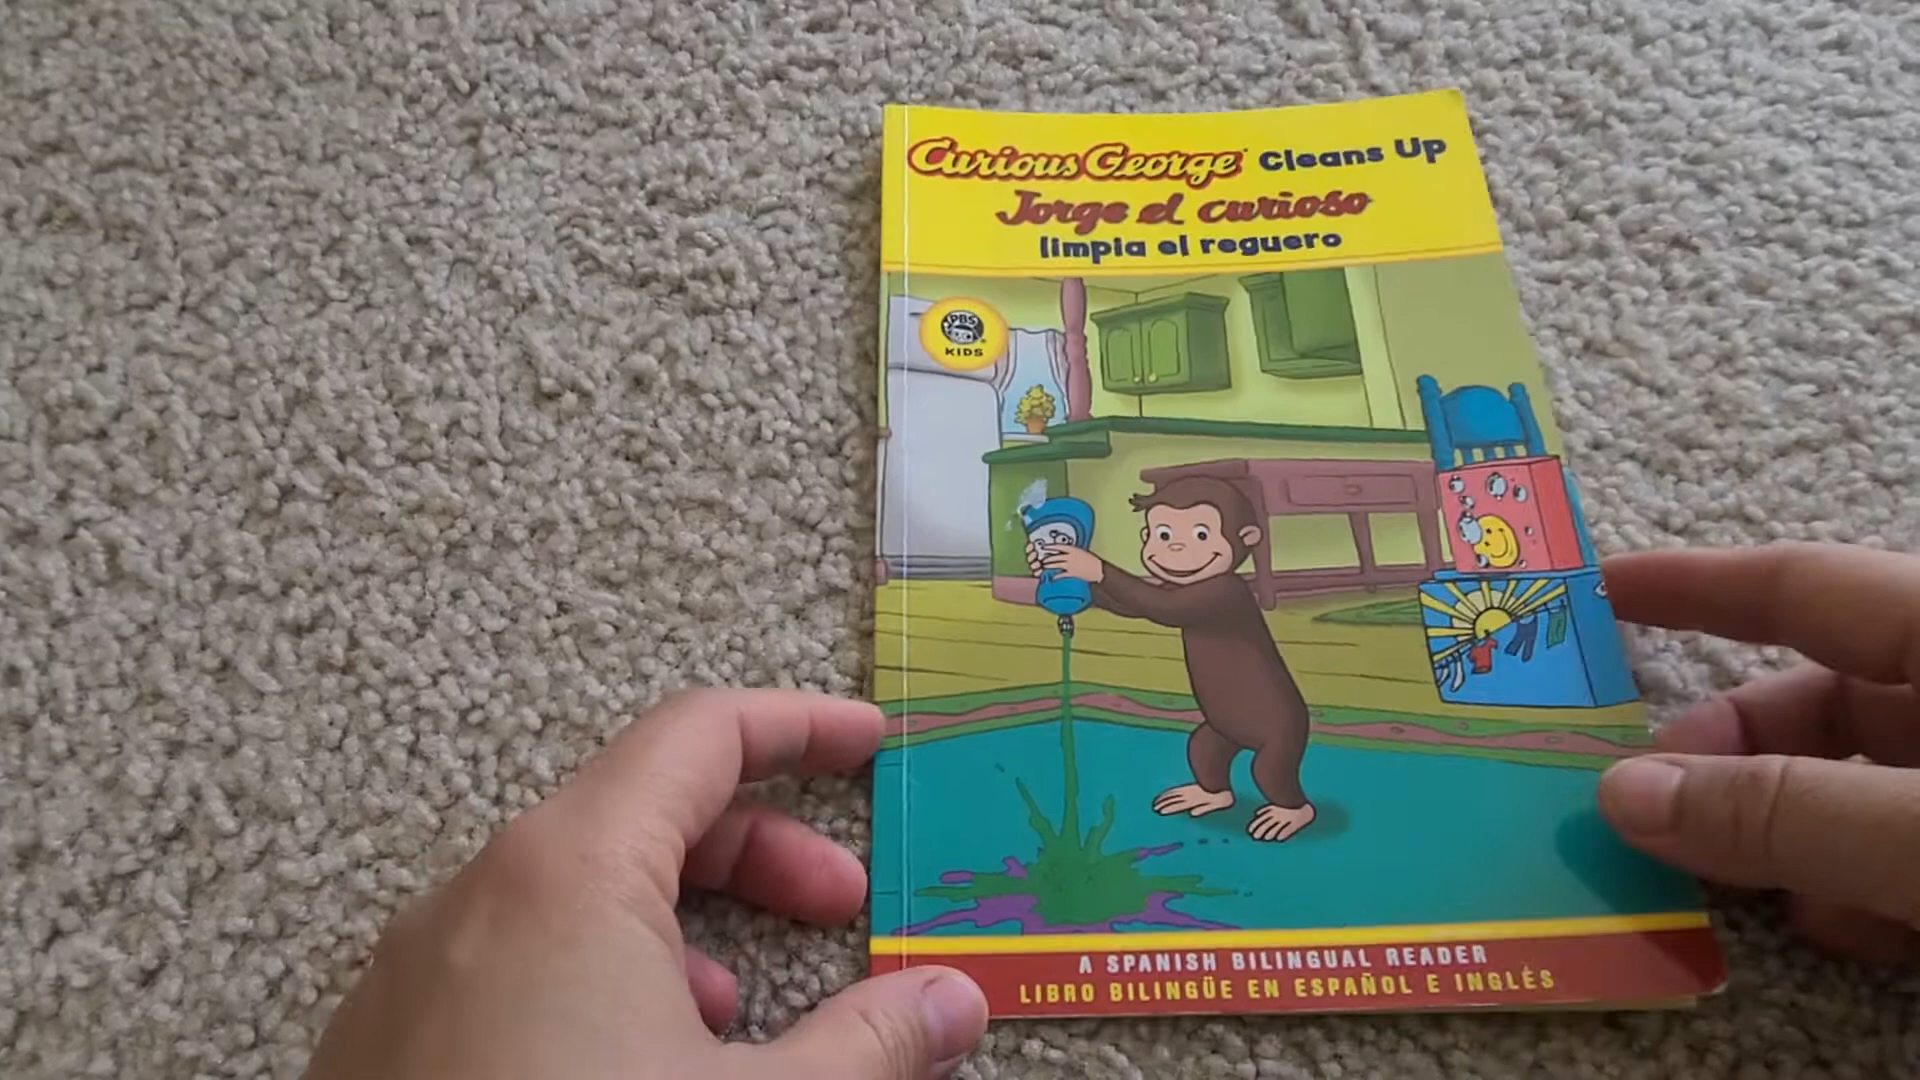 Curious George Cleans Up
Jorge el curioso
limpia el reguero
PBS
KIDS
A SPANISH BILINGUAL READER
LIBRO BILINGÜE EN ESPAÑOL E INGLÉS